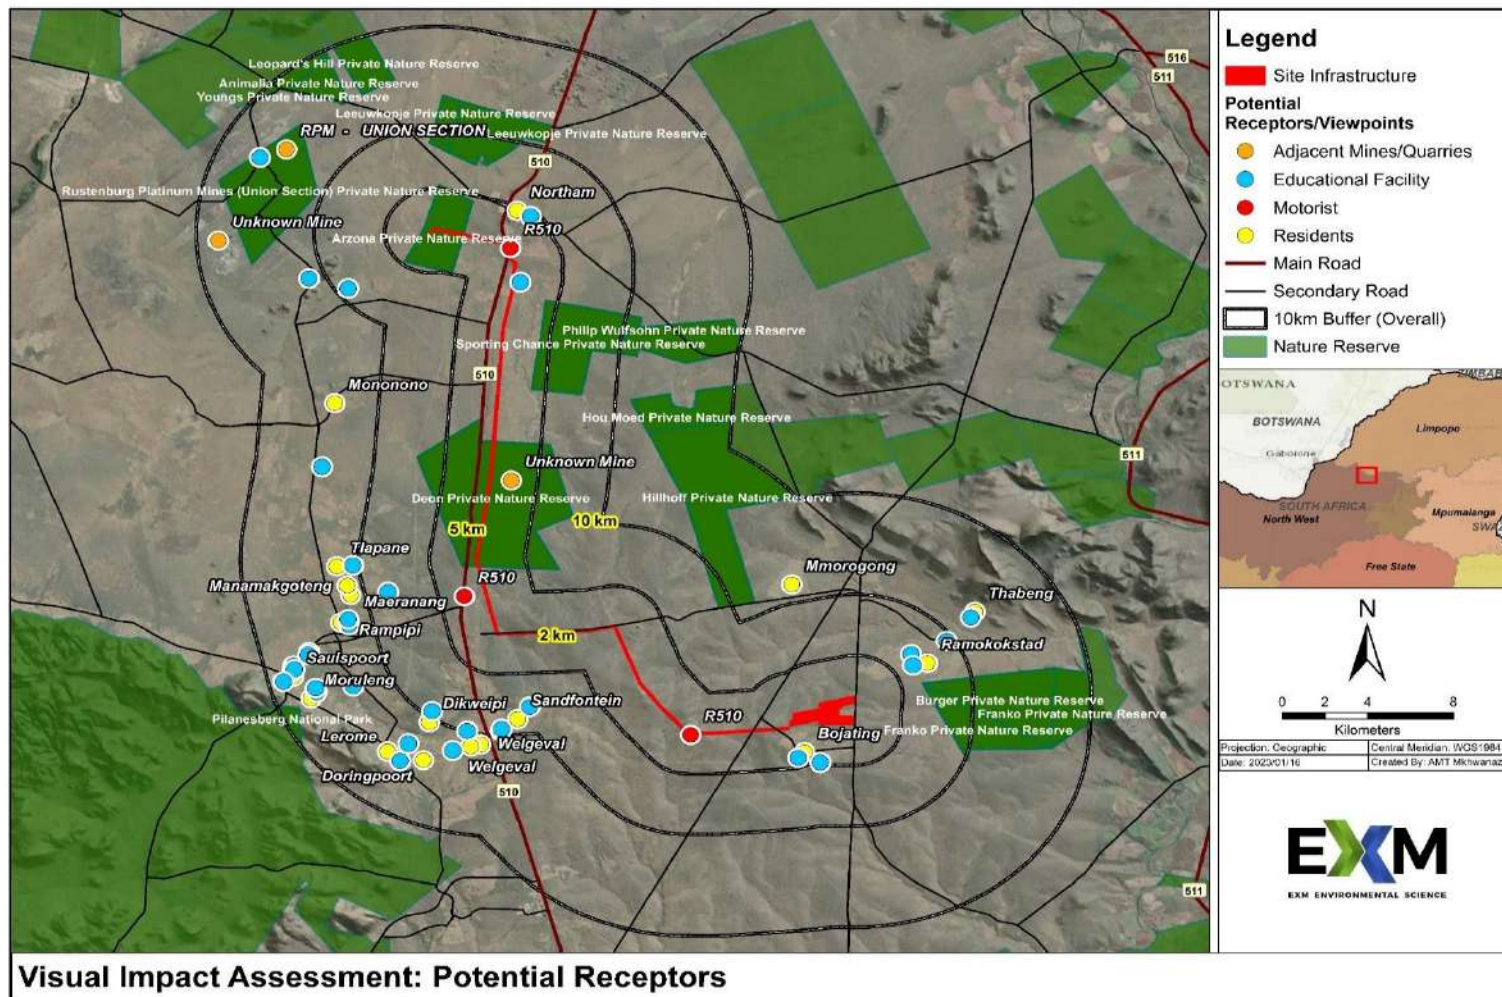 Leopard's Hill Private Nature Reserve
Animalia Private Nature Reserve
Youngs Private Nature Reserve
Leeuwkopje Private Nature Reserve
RPM - UNION SECTION
Leeuwkopje Private Nature Reserve
516
511
510
Rustenburg Platinum Mines (Union Section) Private Nature Reserve
Northam
Unknown Mine
R510
Arzona Private Nature Reserve
Philip Wulfsohn Private Nature Reserve
Sporting Chance Private Nature Reserve
510
Mononono
Hou Moed Private Nature Reserve
511
Unknown Mine
Deon Private Nature Reserve
Hillhoff Private Nature Reserve
5 km
10 km
Tlapane
R510
Mmorogong
Manamakgoteng
Maeranang
Thabeng
Rampipi
2 km
Ramokokstad
Saulspoort
Moruleng
Dikweipi
Sandfontein
Burger Private Nature Reserve
Franko Private Nature Reserve
Pilanesberg National Park
R510
Franko Private Nature Reserve
Lerome
Welgeval
Bojating
Doringpoort
Welgeval
510
511
Visual Impact Assessment: Potential Receptors
Legend
Site Infrastructure
Potential
Receptors/Viewpoints
Adjacent Mines/Quarries
Educational Facility
Motorist
Residents
Main Road
Secondary Road
10km Buffer (Overall)
Nature Reserve
OTSWANA
ZIMBAB
BOTSWANA
Limpopo
Gaborone
SOUTH AFRICA
North West
Mpumalanga
SWAZ
Free State
N
0 2 4 8
Kilometers
Projection: Geographic
Central Meridian: WGS1984
Date: 2023/01/16
Created By: AMT Mkhwanaz
EXM
EXM ENVIRONMENTAL SCIENCE